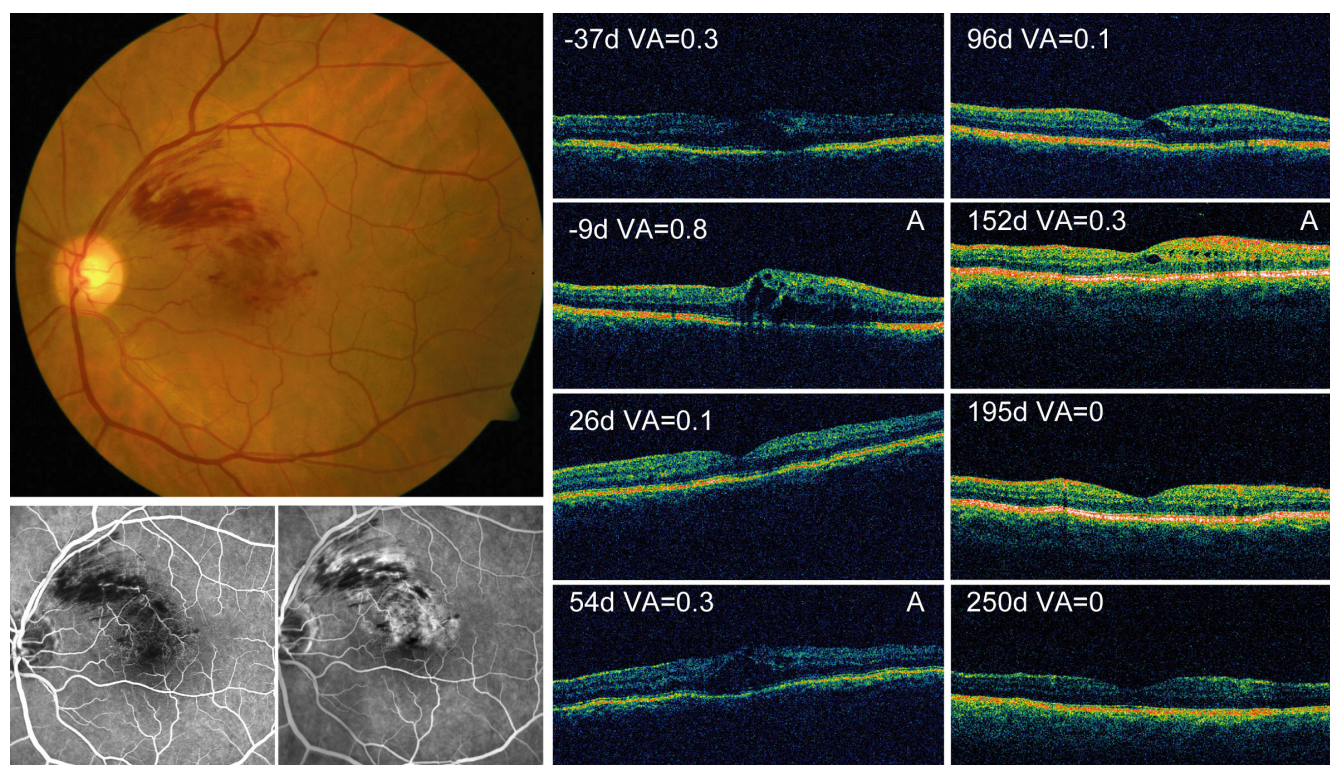 -37d VA=0.3
-9d VA=0.8 A
26d VA=0.1
54d VA=0.3 A
96d VA=0.1
152d VA=0.3 A
195d VA=0
250d VA=0